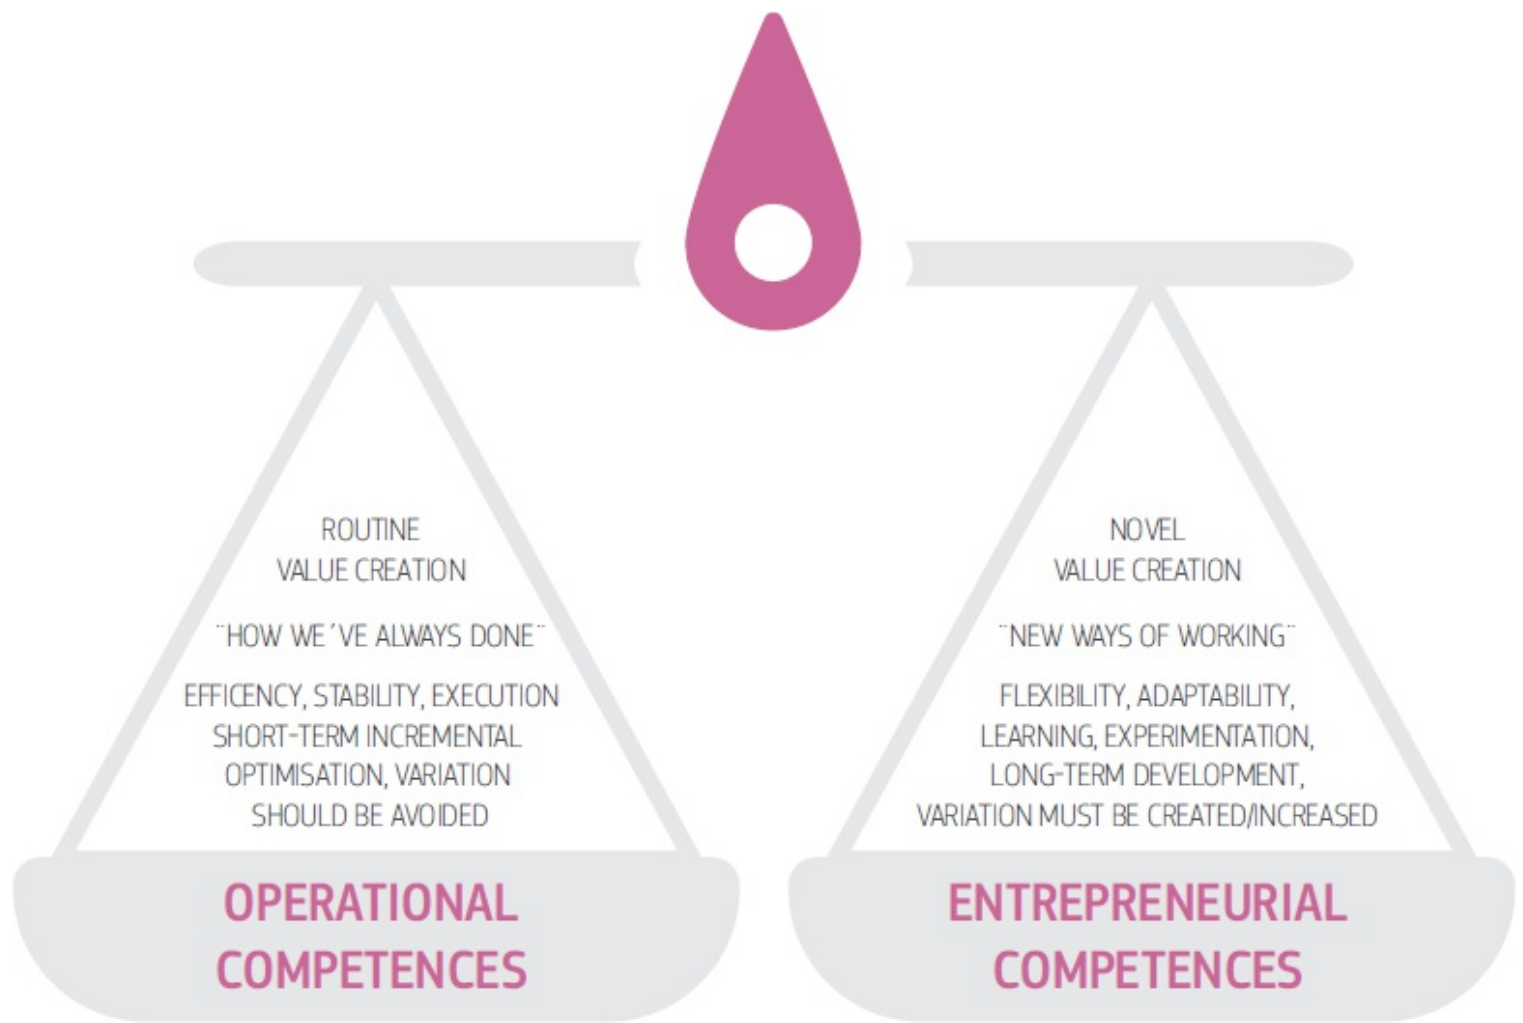 ROUTINE
VALUE CREATION
¨HOW WE´VE ALWAYS DONE¨
EFFICENCY, STABILITY, EXECUTION
SHORT-TERM INCREMENTAL
OPTIMISATION, VARIATION
SHOULD BE AVOIDED
OPERATIONAL
COMPETENCES
NOVEL
VALUE CREATION
¨NEW WAYS OF WORKING¨
FLEXIBILITY, ADAPTABILITY,
LEARNING, EXPERIMENTATION,
LONG-TERM DEVELOPMENT,
VARIATION MUST BE CREATED/INCREASED
ENTREPRENEURIAL
COMPETENCES